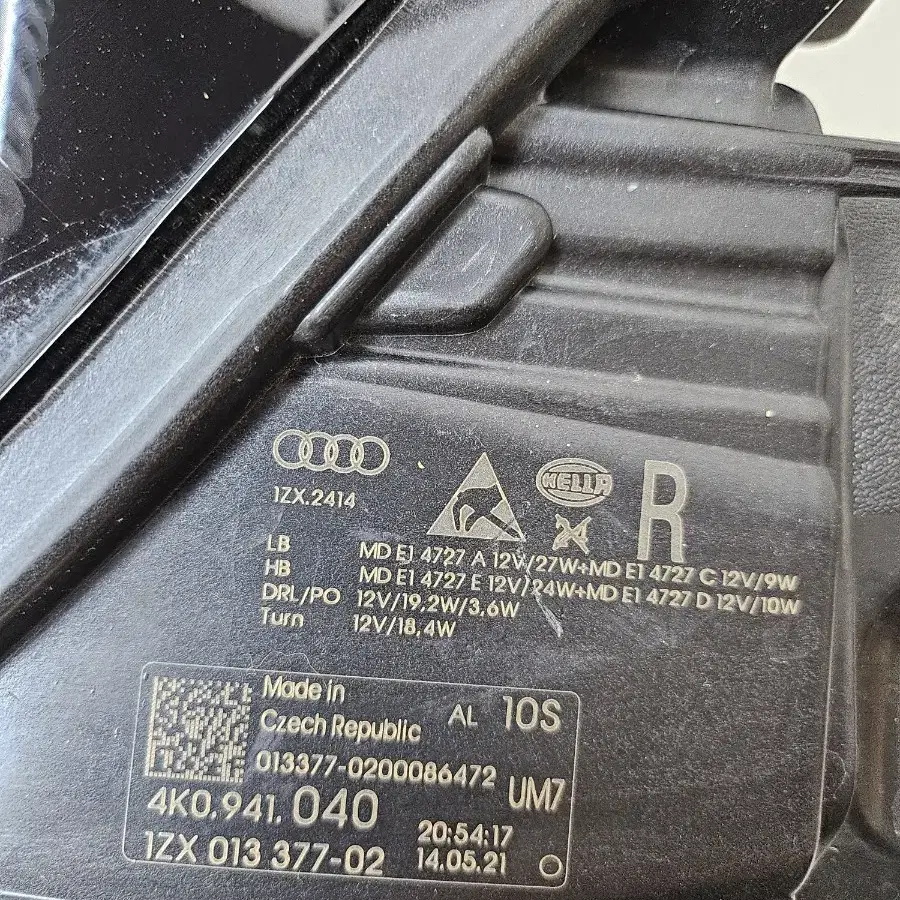 1ZX.2414
HELLA
24
R
LB MD E1 4727 A 12V/27W+MD E1 4727 C 12V/9W
HB MD E1 4727 E 12V/24W+MD E1 4727 D 12V/10W
DRL/PO 12V/19,2W/3,6W
Turn 12V/18,4W
Made in
Czech Republic AL 10S
013377-0200086472
4K0.941.040 UM7
20:54:17
1ZX 013 377-02 14.05.21